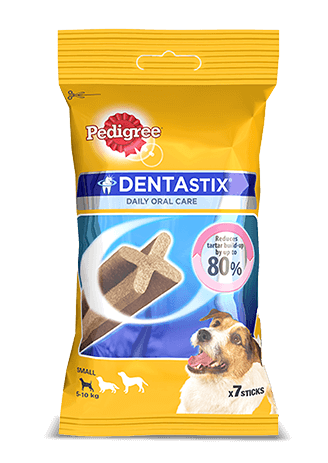 Pedigree®
DENTASTIX®
DAILY ORAL CARE
Reduces
tartar build-up
by up to
80%
SMALL
5-10 kg
x7 STICKS